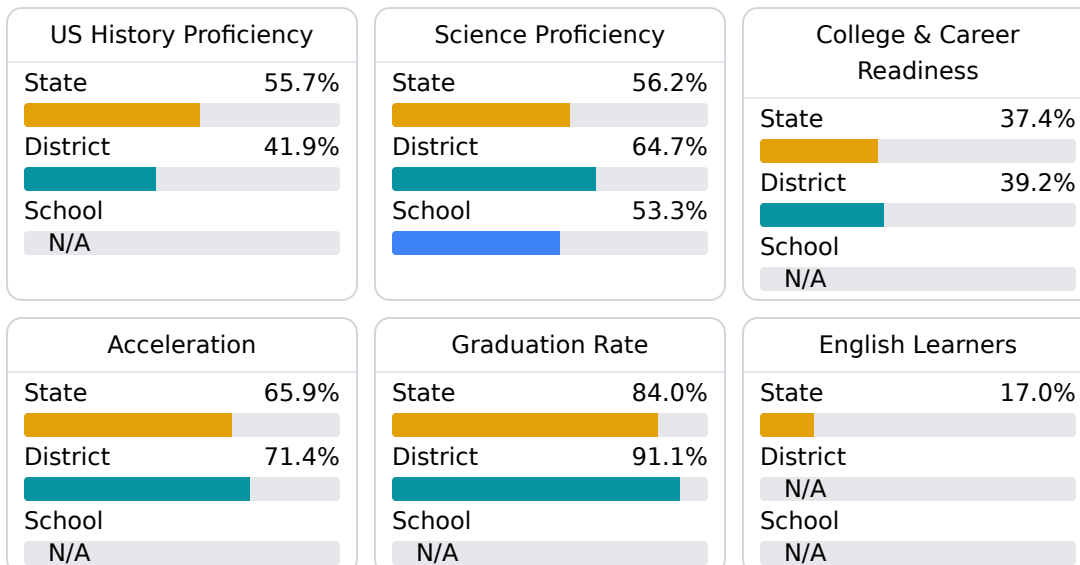 US History Proficiency
State 55.7%
District 41.9%
School
N/A
Science Proficiency
State 56.2%
District 64.7%
School 53.3%
College & Career
Readiness
State 37.4%
District 39.2%
School
N/A
Acceleration
State 65.9%
District 71.4%
School
N/A
Graduation Rate
State 84.0%
District 91.1%
School
N/A
English Learners
State 17.0%
District
N/A
School
N/A